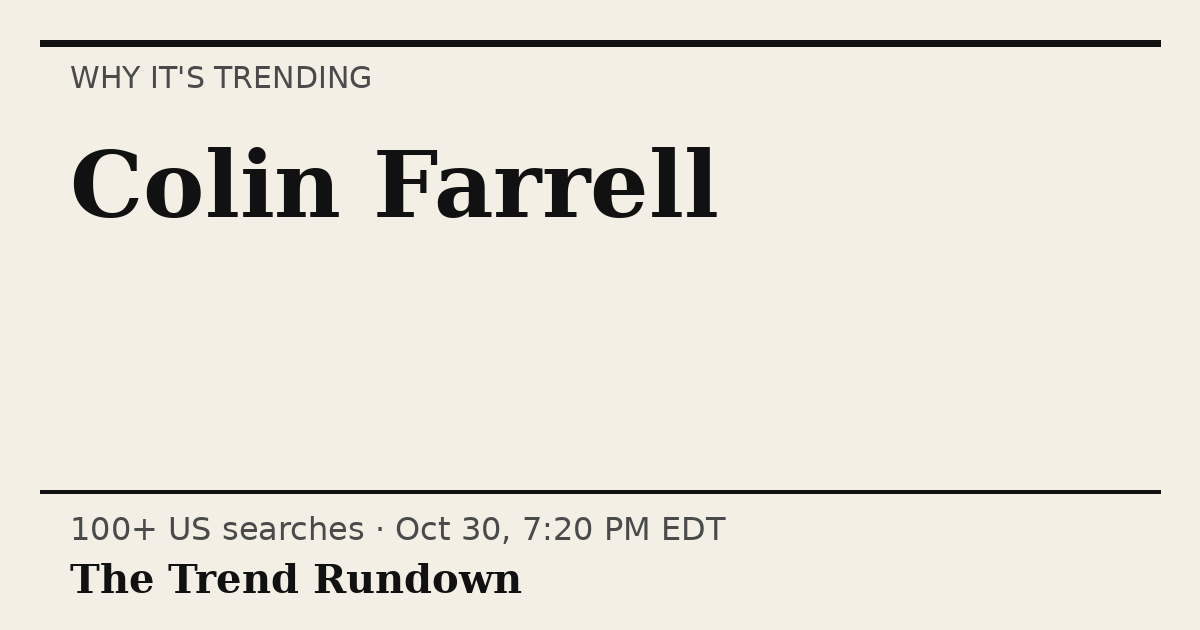 WHY IT'S TRENDING
Colin Farrell
100+ US searches · Oct 30, 7:20 PM EDT
The Trend Rundown